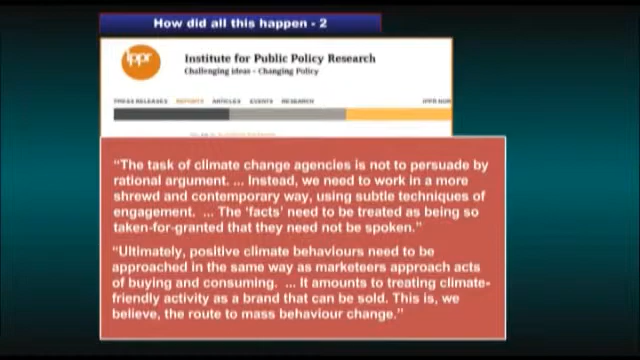 How did all this happen - 2
ippr
Institute for Public Policy Research
Challenging ideas - Changing Policy
PRESS RELEASES REPORTS ARTICLES EVENTS RESEARCH IPPR NOR
"The task of climate change agencies is not to persuade by
rational argument. ... Instead, we need to work in a more
shrewd and contemporary way, using subtle techniques of
engagement. ... The 'facts' need to be treated as being so
taken-for-granted that they need not be spoken."
"Ultimately, positive climate behaviours need to be
approached in the same way as marketeers approach acts
of buying and consuming. ... It amounts to treating climate-
friendly activity as a brand that can be sold. This is, we
believe, the route to mass behaviour change."